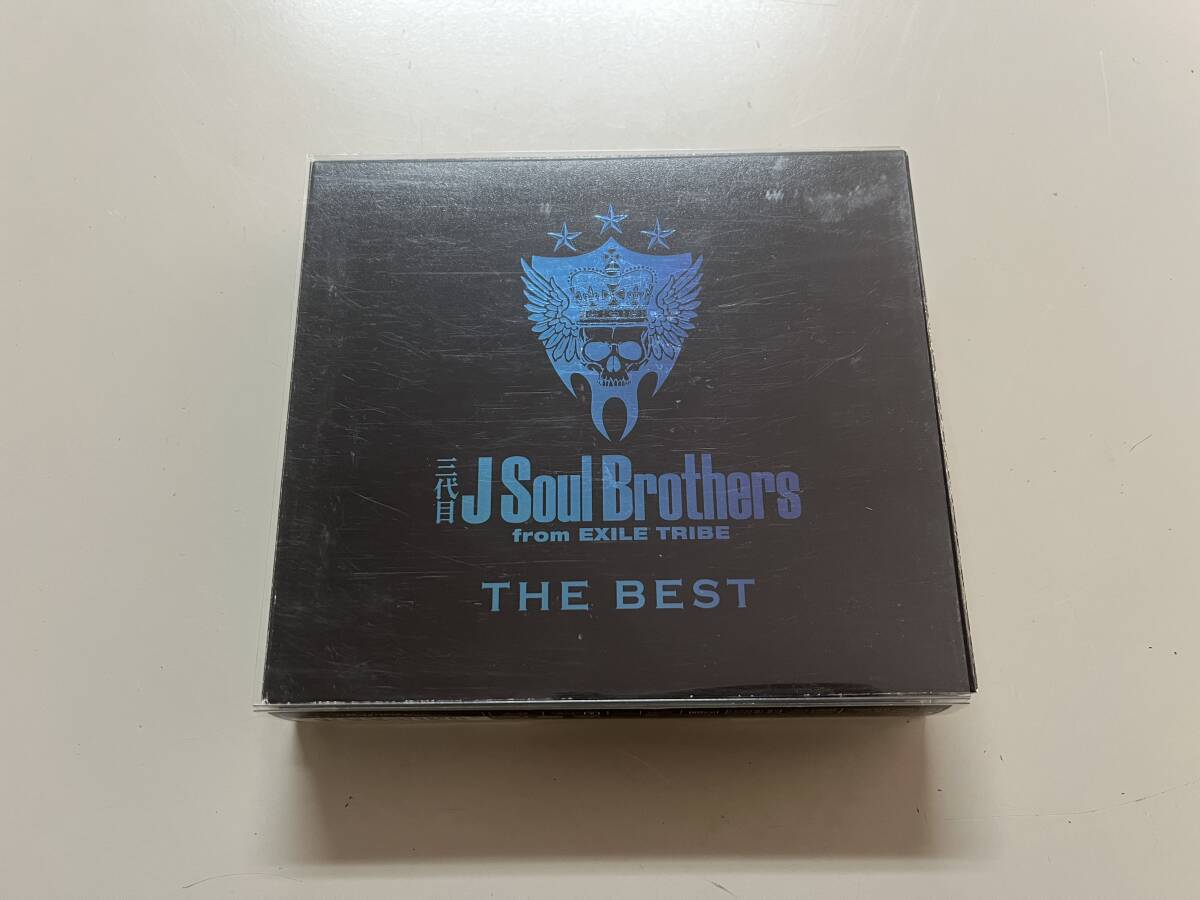 三代目 J Soul Brothers
from EXILE TRIBE
THE BEST